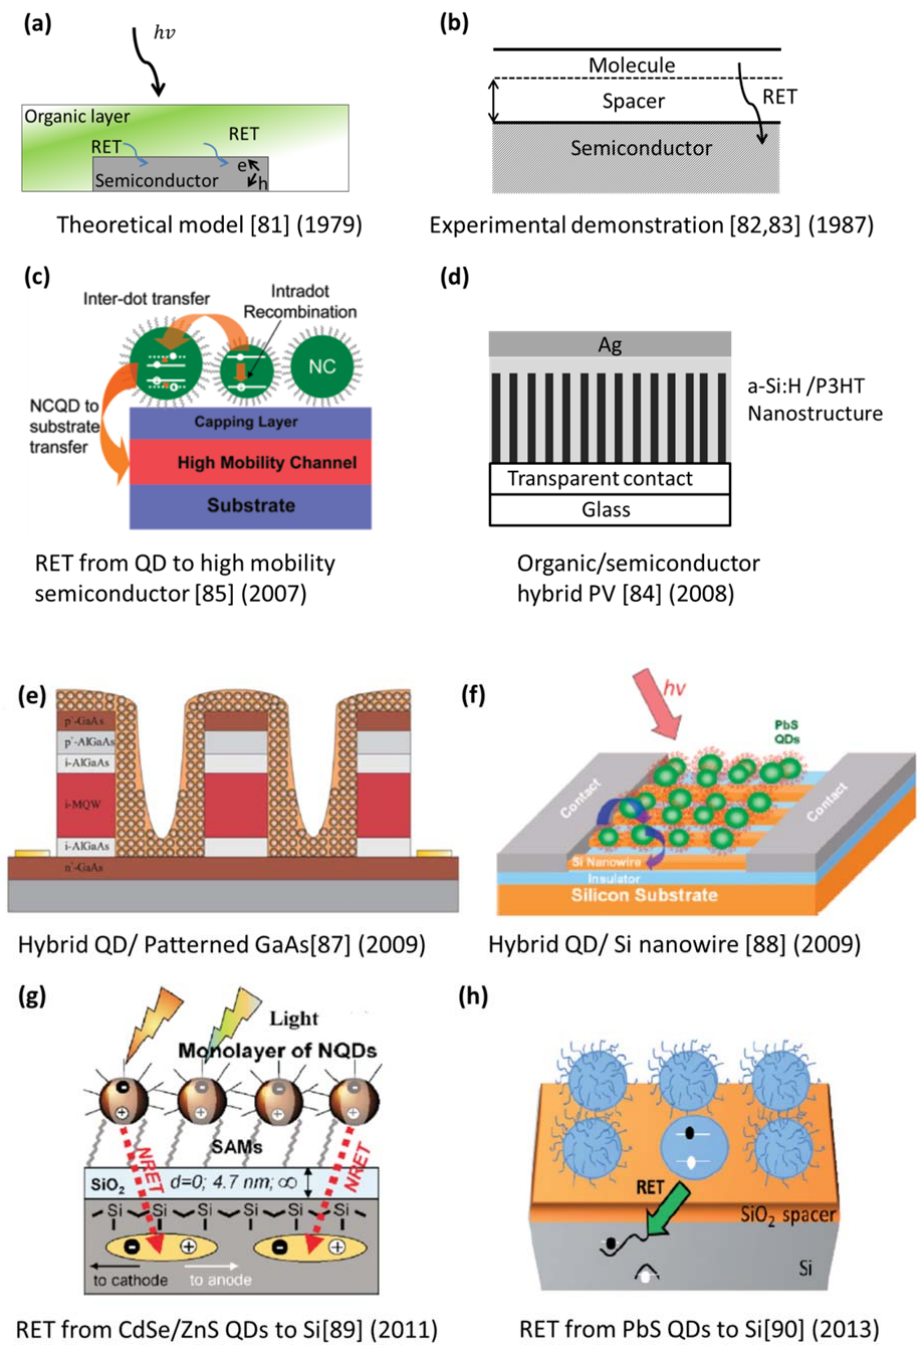 (a)
hν
Organic layer
RET
RET
e
h
Semiconductor
Theoretical model [81] (1979)
(b)
Molecule
Spacer
RET
Semiconductor
Experimental demonstration [82,83] (1987)
(c)
Inter-dot transfer
Intradot
Recombination
NC
NCQD to
substrate
transfer
Capping Layer
High Mobility Channel
Substrate
RET from QD to high mobility
semiconductor [85] (2007)
(d)
Ag
a-Si:H /P3HT
Nanostructure
Transparent contact
Glass
Organic/semiconductor
hybrid PV [84] (2008)
(e)
p+-GaAs
p+-AlGaAs
i-AlGaAs
i-MQW
i-AlGaAs
n+-GaAs
Hybrid QD/ Patterned GaAs[87] (2009)
(f)
hν
PbS
QDs
Contact
Contact
Si Nanowire
Insulator
Silicon Substrate
Hybrid QD/ Si nanowire [88] (2009)
(g)
Light
Monolayer of NQDs
SAMs
NRET
NRET
SiO₂ d=0; 4.7 nm; ∞
Si Si Si Si Si Si
to cathode to anode
RET from CdSe/ZnS QDs to Si[89] (2011)
(h)
RET
SiO₂ spacer
Si
RET from PbS QDs to Si[90] (2013)